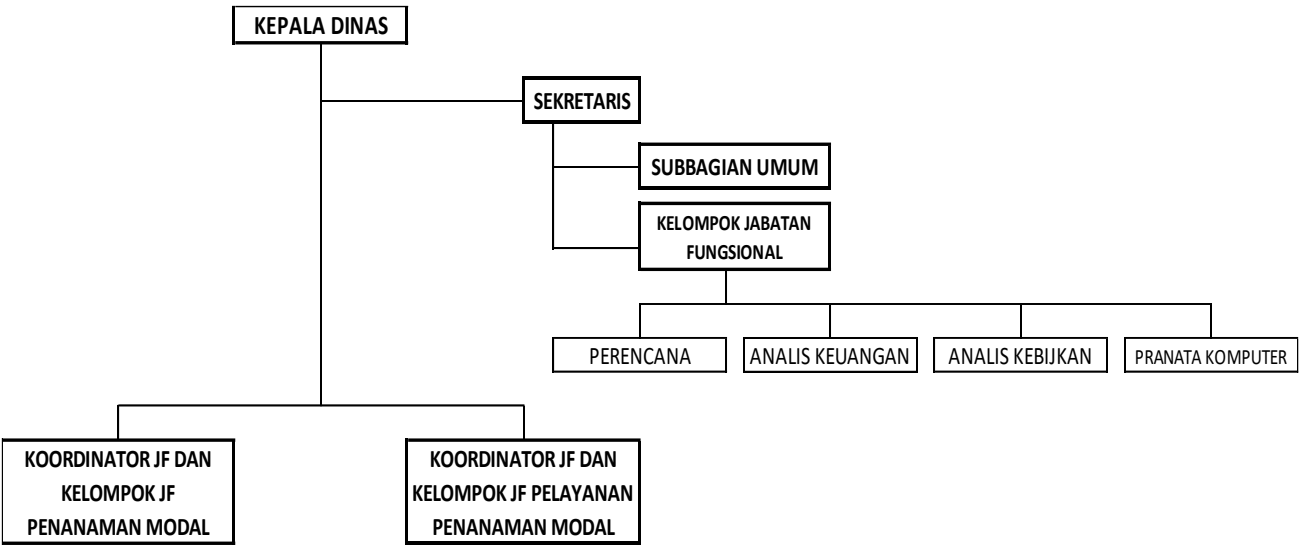 KEPALA DINAS
SEKRETARIS
SUBBAGIAN UMUM
KELOMPOK JABATAN
FUNGSIONAL
PERENCANA
ANALIS KEUANGAN
ANALIS KEBIJKAN
PRANATA KOMPUTER
KOORDINATOR JF DAN
KELOMPOK JF
PENANAMAN MODAL
KOORDINATOR JF DAN
KELOMPOK JF PELAYANAN
PENANAMAN MODAL